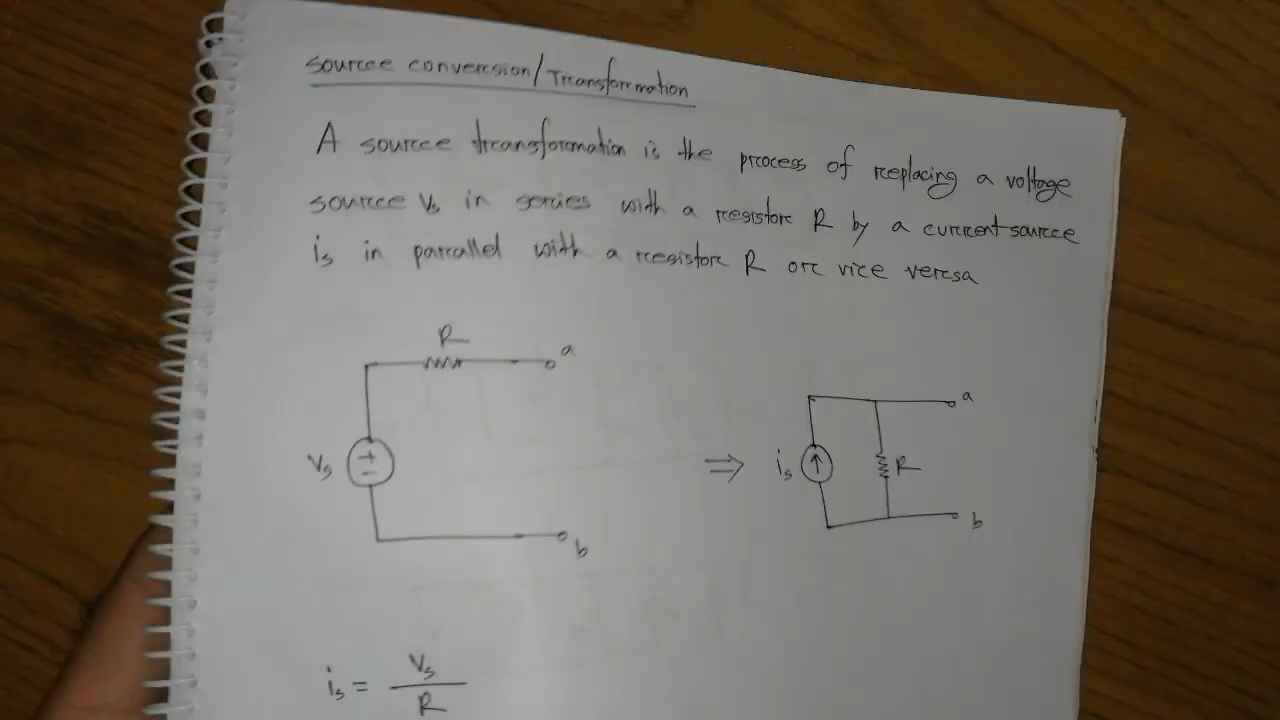 Source conversion/Transformation
A source transformation is the process of replacing a voltage
source Vs in series with a resistor R by a current source
is in parallel with a resistor R or vice versa
R
a
Vs
+
-
b
⇒
is
R
a
b
is = Vs / R